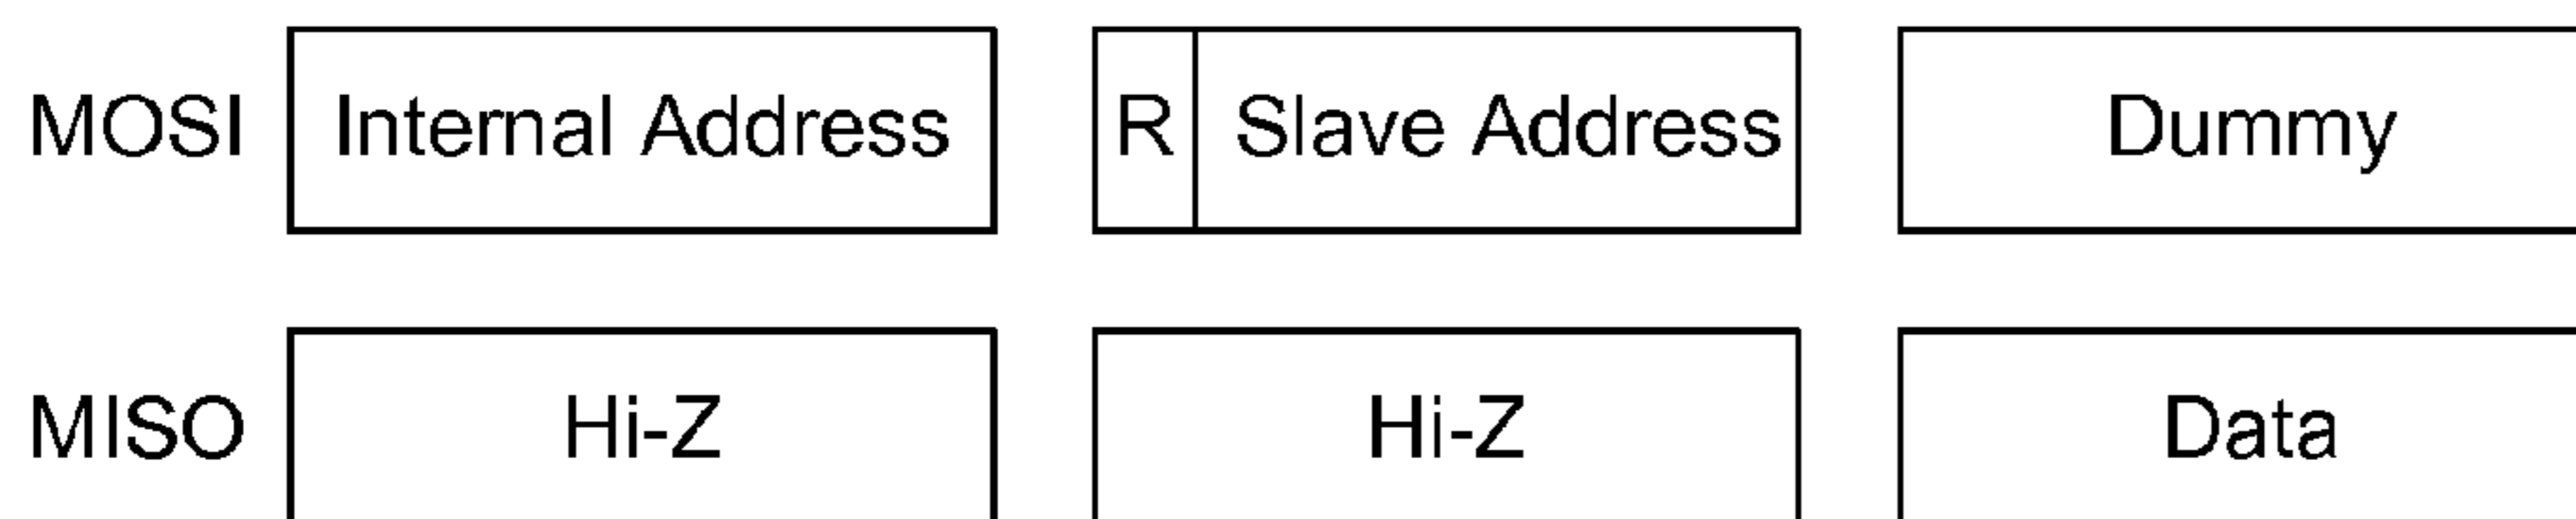 MOSI Internal Address R Slave Address Dummy
MISO Hi-Z Hi-Z Data